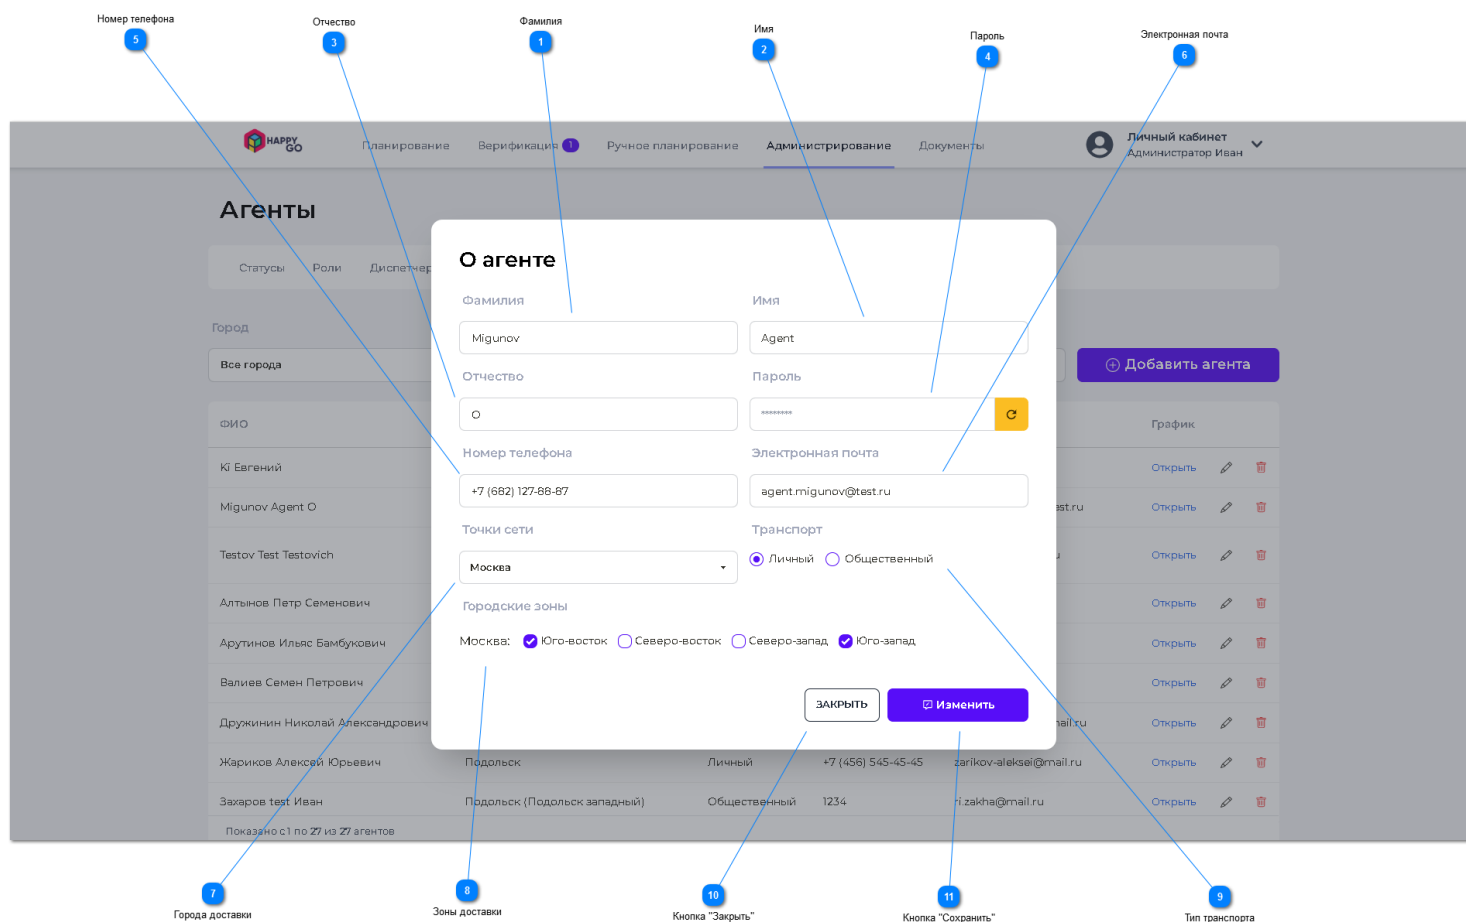 Номер телефона
5
Отчество
3
Фамилия
1
Имя
2
Пароль
4
Электронная почта
6
HAPPY GO
Планирование Верификация 1 Ручное планирование Администрирование Документы
Личный кабинет
Администратор Иван
Агенты
Статусы Роли Диспетчер
Город
Все города
Добавить агента
О агенте
Фамилия Имя
Migunov Agent
Отчество Пароль
О ********
Номер телефона Электронная почта
+7 (682) 127-88-87 agent.migunov@test.ru
Точки сети Транспорт
Москва Личный Общественный
Городские зоны
Москва: Юго-восток Северо-восток Северо-запад Юго-запад
ЗАКРЫТЬ Изменить
ФИО График
Ki Евгений Открыть
Migunov Agent O est.ru Открыть
Testov Test Testovich Открыть
Алтынов Петр Семенович Открыть
Арутинов Ильяс Бамбукович Открыть
Валиев Семен Петрович Открыть
Дружинин Николай Александрович ail.ru Открыть
Жариков Алексей Юрьевич Подольск Личный +7 (456) 545-45-45 zarikov-aleksei@mail.ru Открыть
Захаров test Иван Подольск (Подольск западный) Общественный 1234 ri.zakha@mail.ru Открыть
Показано с 1 по 27 из 27 агентов
7
Города доставки
8
Зоны доставки
10
Кнопка "Закрыть"
11
Кнопка "Сохранить"
9
Тип транспорта